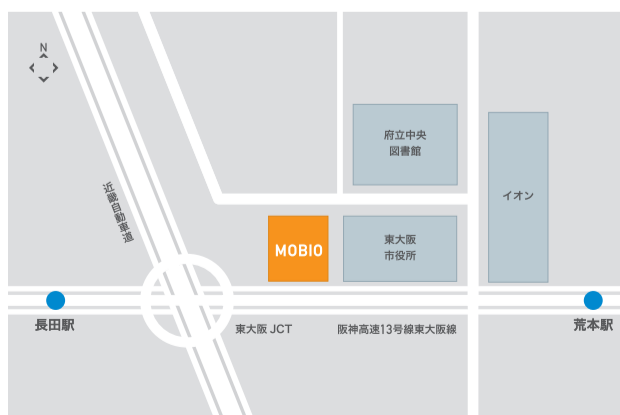 N
府立中央
図書館
イオン
近畿自動車道
MOBIO
東大阪
市役所
長田駅
東大阪 JCT
阪神高速13号線東大阪線
荒本駅